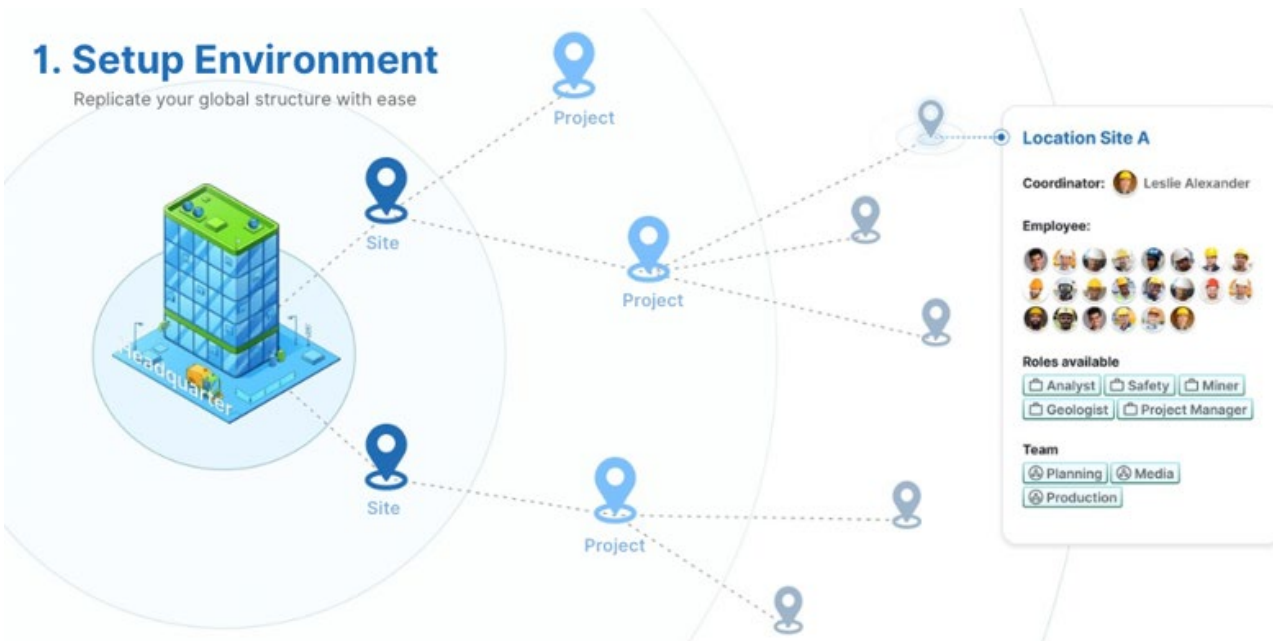 1. Setup Environment
Replicate your global structure with ease
Project
Site
Project
Headquarter
Site
Project
Location Site A
Coordinator: Leslie Alexander
Employee:
Roles available
Analyst Safety Miner
Geologist Project Manager
Team
Planning Media
Production